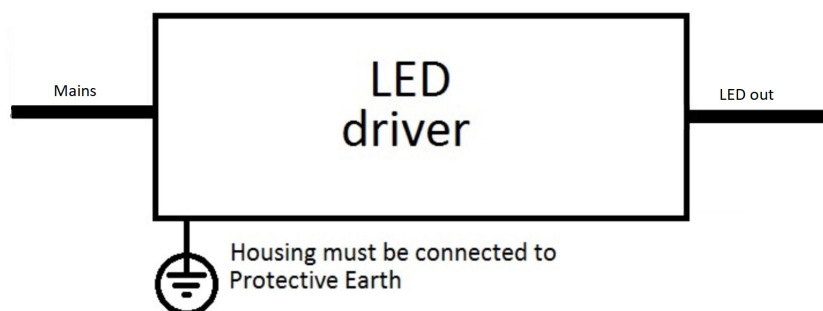 LED
driver
Mains
LED out
Housing must be connected to
Protective Earth